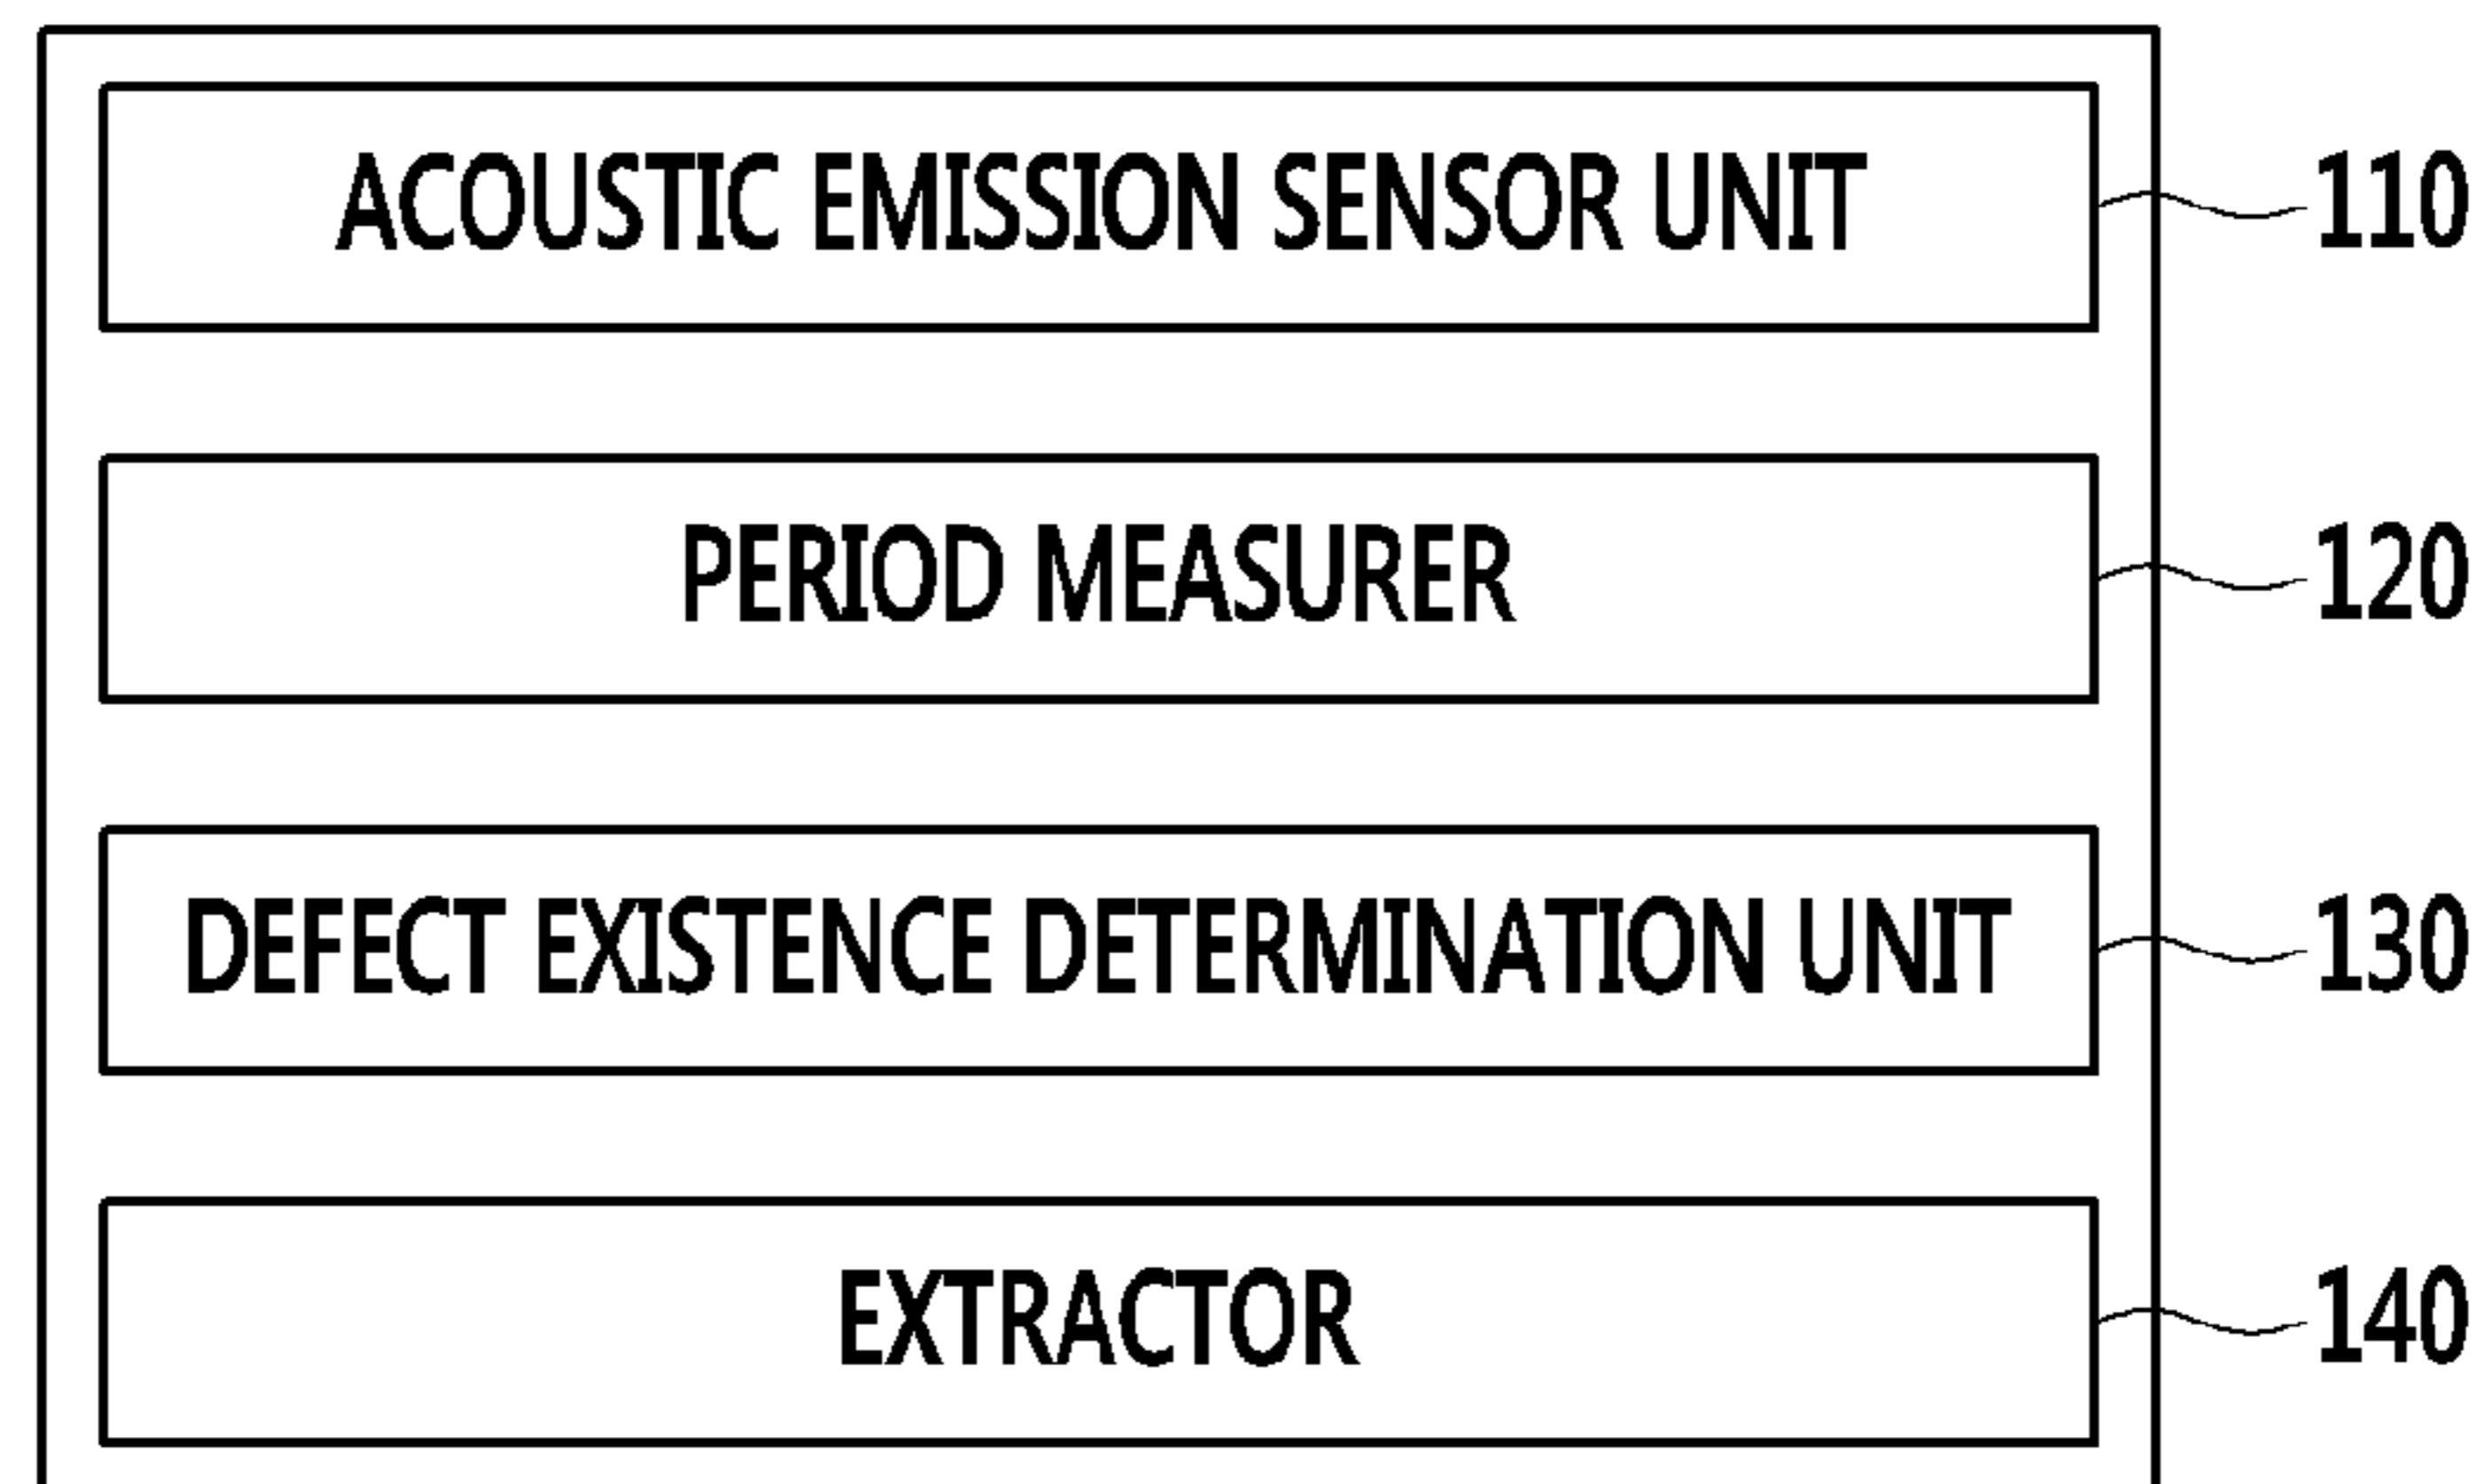 ACOUSTIC EMISSION SENSOR UNIT 110
PERIOD MEASURER 120
DEFECT EXISTENCE DETERMINATION UNIT 130
EXTRACTOR 140